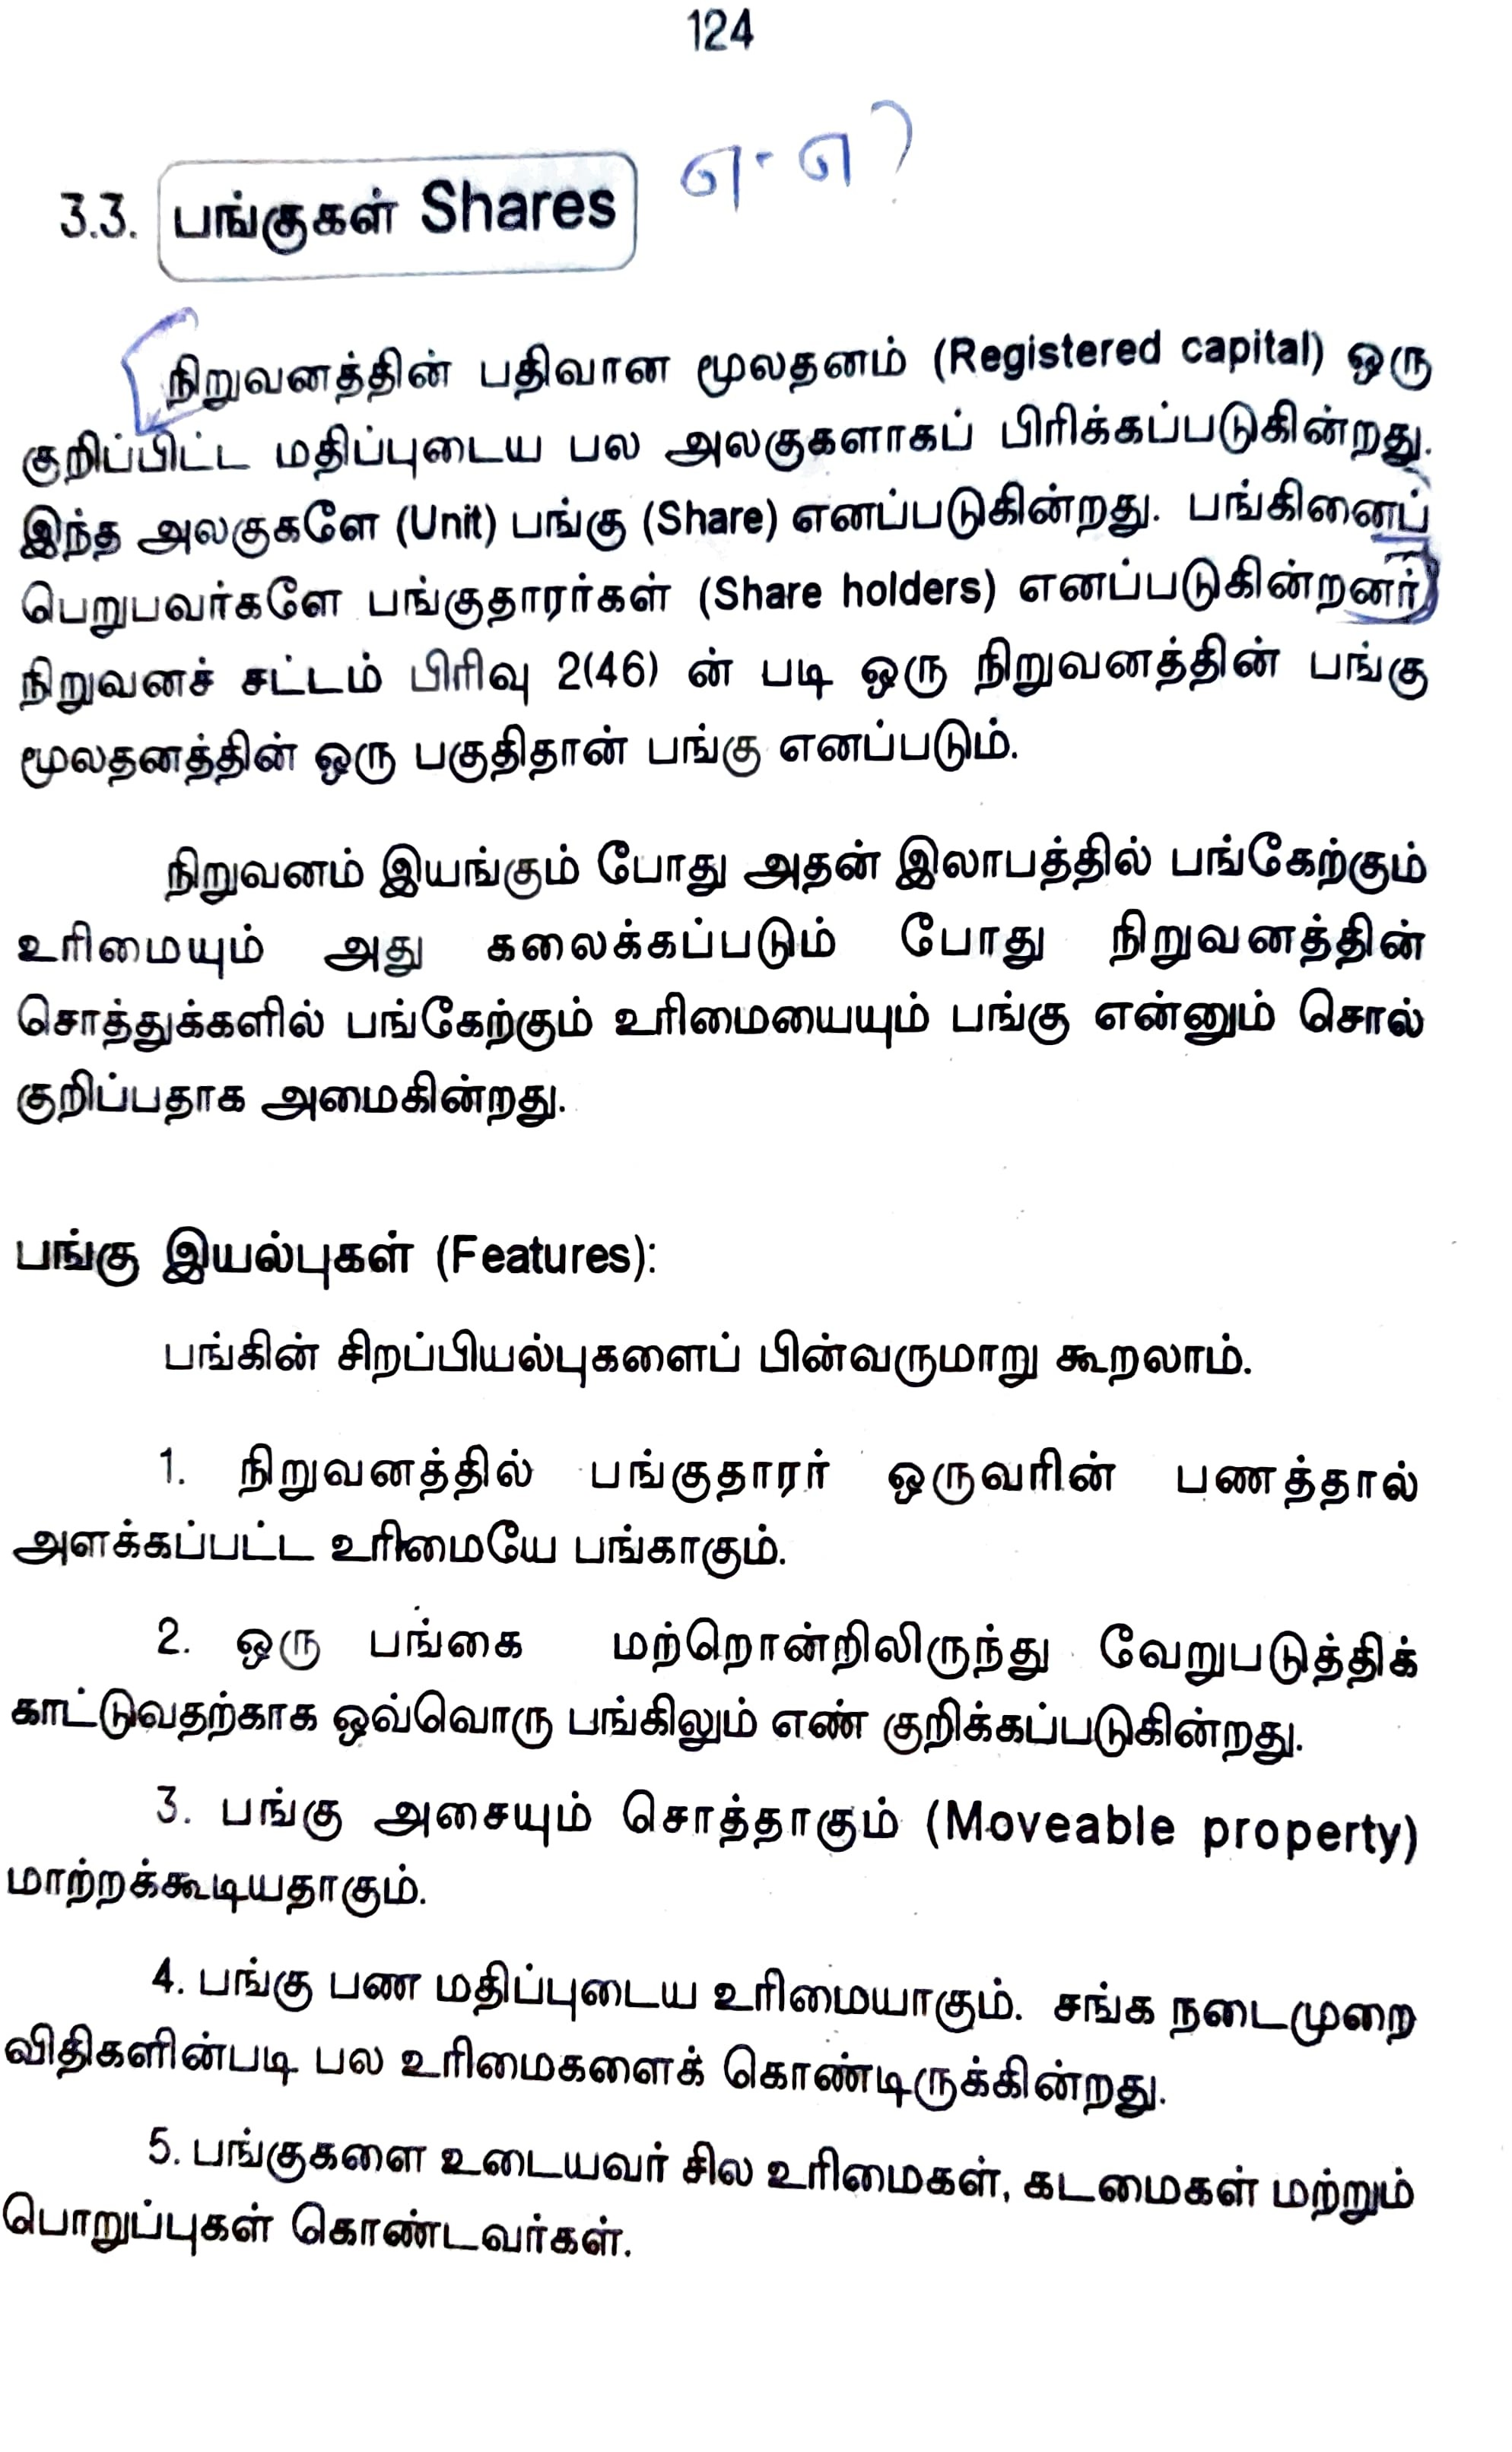 124
3.3. பங்குகள் Shares எ-எ?
நிறுவனத்தின் பதிவான மூலதனம் (Registered capital) ஒரு
குறிப்பிட்ட மதிப்புடைய பல அலகுகளாகப் பிரிக்கப்படுகின்றது.
இந்த அலகுகளே (Unit) பங்கு (Share) எனப்படுகின்றது. பங்கினைப்
பெறுபவர்களே பங்குதாரர்கள் (Share holders) எனப்படுகின்றனர்
நிறுவனச் சட்டம் பிரிவு 2(46) ன் படி ஒரு நிறுவனத்தின் பங்கு
மூலதனத்தின் ஒரு பகுதிதான் பங்கு எனப்படும்.
நிறுவனம் இயங்கும் போது அதன் இலாபத்தில் பங்கேற்கும்
உரிமையும் அது கலைக்கப்படும் போது நிறுவனத்தின்
சொத்துக்களில் பங்கேற்கும் உரிமையையும் பங்கு என்னும் சொல்
குறிப்பதாக அமைகின்றது.
பங்கு இயல்புகள் (Features):
பங்கின் சிறப்பியல்புகளைப் பின்வருமாறு கூறலாம்.
1. நிறுவனத்தில் பங்குதாரர் ஒருவரின் பணத்தால்
அளக்கப்பட்ட உரிமையே பங்காகும்.
2. ஒரு பங்கை மற்றொன்றிலிருந்து வேறுபடுத்திக்
காட்டுவதற்காக ஒவ்வொரு பங்கிலும் எண் குறிக்கப்படுகின்றது.
3. பங்கு அசையும் சொத்தாகும் (Moveable property)
மாற்றக்கூடியதாகும்.
4. பங்கு பண மதிப்புடைய உரிமையாகும். சங்க நடைமுறை
விதிகளின்படி பல உரிமைகளைக் கொண்டிருக்கின்றது.
5. பங்குகளை உடையவர் சில உரிமைகள், கடமைகள் மற்றும்
பொறுப்புகள் கொண்டவர்கள்.